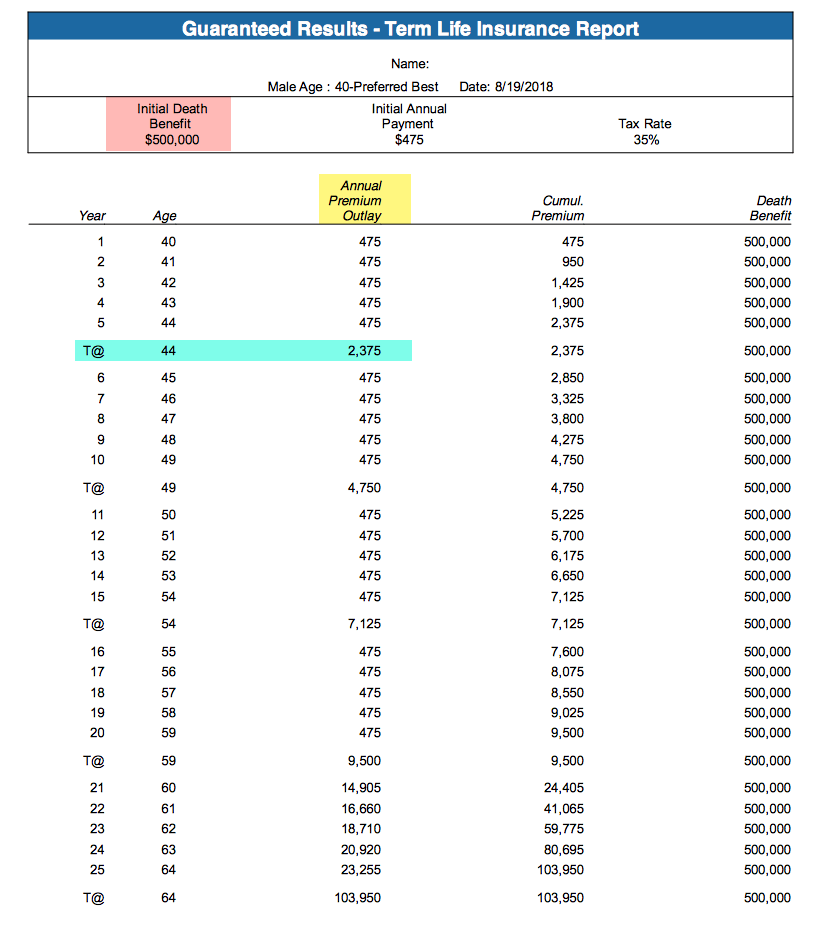 Guaranteed Results - Term Life Insurance Report
Name:
Male Age : 40-Preferred Best Date: 8/19/2018
Initial Death Initial Annual
Benefit Payment Tax Rate
$500,000 $475 35%
Annual
Premium Cumul. Death
Year Age Outlay Premium Benefit
1 40 475 475 500,000
2 41 475 950 500,000
3 42 475 1,425 500,000
4 43 475 1,900 500,000
5 44 475 2,375 500,000
T@ 44 2,375 2,375 500,000
6 45 475 2,850 500,000
7 46 475 3,325 500,000
8 47 475 3,800 500,000
9 48 475 4,275 500,000
10 49 475 4,750 500,000
T@ 49 4,750 4,750 500,000
11 50 475 5,225 500,000
12 51 475 5,700 500,000
13 52 475 6,175 500,000
14 53 475 6,650 500,000
15 54 475 7,125 500,000
T@ 54 7,125 7,125 500,000
16 55 475 7,600 500,000
17 56 475 8,075 500,000
18 57 475 8,550 500,000
19 58 475 9,025 500,000
20 59 475 9,500 500,000
T@ 59 9,500 9,500 500,000
21 60 14,905 24,405 500,000
22 61 16,660 41,065 500,000
23 62 18,710 59,775 500,000
24 63 20,920 80,695 500,000
25 64 23,255 103,950 500,000
T@ 64 103,950 103,950 500,000